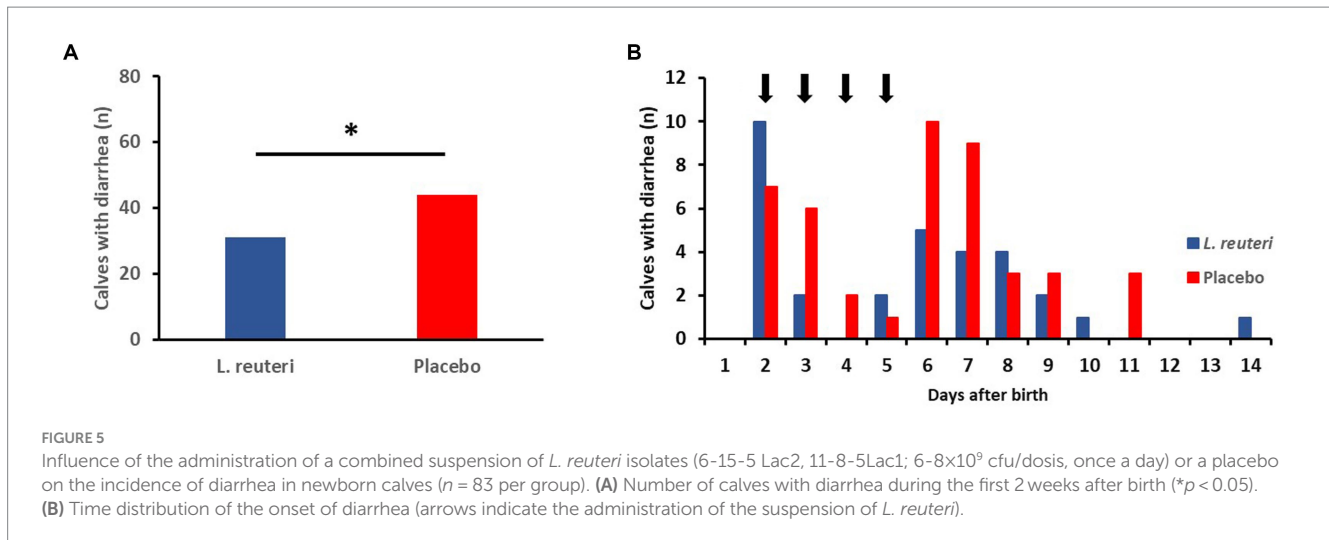 A
Calves with diarrhea (n)
80
60
40
20
0
*
L. reuteri
Placebo
B
Calves with diarrhea (n)
12
10
8
6
4
2
0
1 2 3 4 5 6 7 8 9 10 11 12 13 14
Days after birth
L. reuteri
Placebo
FIGURE 5
Influence of the administration of a combined suspension of L. reuteri isolates (6-15-5 Lac2, 11-8-5Lac1; 6-8×10⁹ cfu/dosis, once a day) or a placebo
on the incidence of diarrhea in newborn calves (n = 83 per group). (A) Number of calves with diarrhea during the first 2 weeks after birth (*p < 0.05).
(B) Time distribution of the onset of diarrhea (arrows indicate the administration of the suspension of L. reuteri).